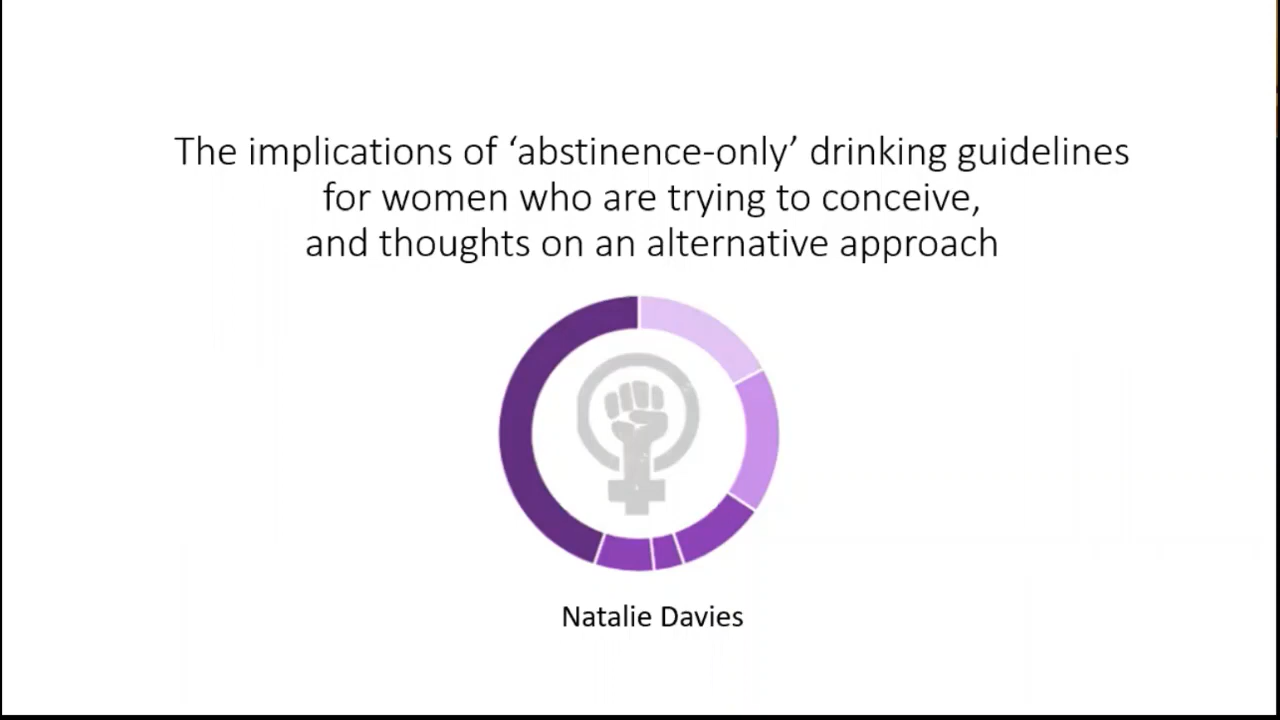 The implications of ‘abstinence-only’ drinking guidelines
for women who are trying to conceive,
and thoughts on an alternative approach
Natalie Davies